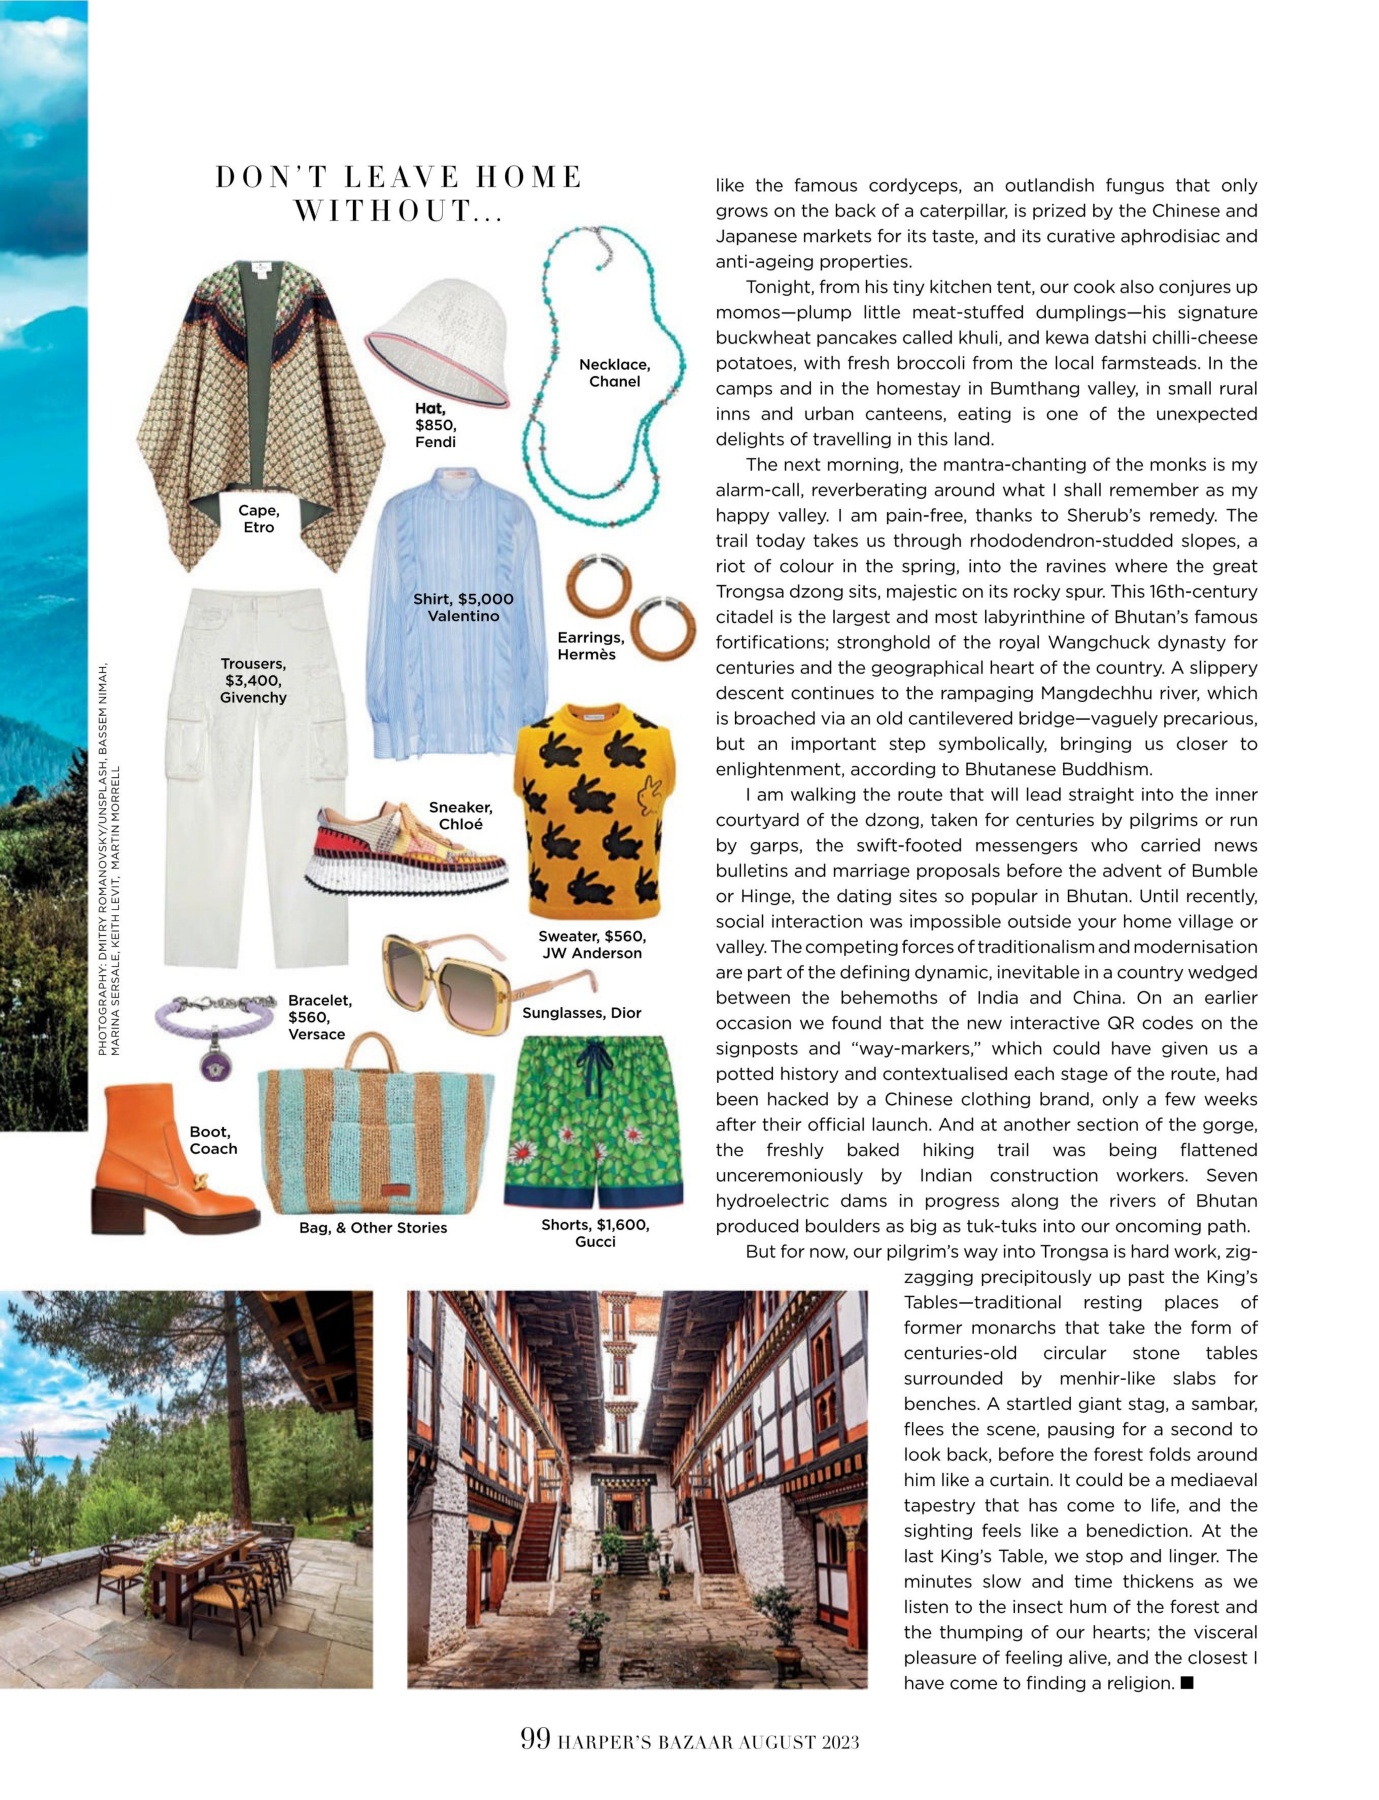 DON'T LEAVE HOME
WITHOUT...
Necklace,
Chanel
Hat,
$850,
Fendi
Cape,
Etro
Shirt, $5,000
Valentino
Earrings,
Hermès
Trousers,
$3,400,
Givenchy
Sneaker,
Chloé
Sweater, $560,
JW Anderson
Bracelet,
$560,
Versace
Sunglasses, Dior
Boot,
Coach
Bag, & Other Stories
Shorts, $1,600,
Gucci
PHOTOGRAPHY: DMITRY ROMANOVSKY/UNSPLASH, BASSEM NIMAH,
MARINA SERSALE, KEITH LEVIT, MARTIN MORRELL
like the famous cordyceps, an outlandish fungus that only
grows on the back of a caterpillar, is prized by the Chinese and
Japanese markets for its taste, and its curative aphrodisiac and
anti-ageing properties.
Tonight, from his tiny kitchen tent, our cook also conjures up
momos—plump little meat-stuffed dumplings—his signature
buckwheat pancakes called khuli, and kewa datshi chilli-cheese
potatoes, with fresh broccoli from the local farmsteads. In the
camps and in the homestay in Bumthang valley, in small rural
inns and urban canteens, eating is one of the unexpected
delights of travelling in this land.
The next morning, the mantra-chanting of the monks is my
alarm-call, reverberating around what I shall remember as my
happy valley. I am pain-free, thanks to Sherub's remedy. The
trail today takes us through rhododendron-studded slopes, a
riot of colour in the spring, into the ravines where the great
Trongsa dzong sits, majestic on its rocky spur. This 16th-century
citadel is the largest and most labyrinthine of Bhutan's famous
fortifications; stronghold of the royal Wangchuck dynasty for
centuries and the geographical heart of the country. A slippery
descent continues to the rampaging Mangdechhu river, which
is broached via an old cantilevered bridge—vaguely precarious,
but an important step symbolically, bringing us closer to
enlightenment, according to Bhutanese Buddhism.
I am walking the route that will lead straight into the inner
courtyard of the dzong, taken for centuries by pilgrims or run
by garps, the swift-footed messengers who carried news
bulletins and marriage proposals before the advent of Bumble
or Hinge, the dating sites so popular in Bhutan. Until recently,
social interaction was impossible outside your home village or
valley. The competing forces of traditionalism and modernisation
are part of the defining dynamic, inevitable in a country wedged
between the behemoths of India and China. On an earlier
occasion we found that the new interactive QR codes on the
signposts and “way-markers,” which could have given us a
potted history and contextualised each stage of the route, had
been hacked by a Chinese clothing brand, only a few weeks
after their official launch. And at another section of the gorge,
the freshly baked hiking trail was being flattened
unceremoniously by Indian construction workers. Seven
hydroelectric dams in progress along the rivers of Bhutan
produced boulders as big as tuk-tuks into our oncoming path.
But for now, our pilgrim's way into Trongsa is hard work, zig-
zagging precipitously up past the King's
Tables—traditional resting places of
former monarchs that take the form of
centuries-old circular stone tables
surrounded by menhir-like slabs for
benches. A startled giant stag, a sambar,
flees the scene, pausing for a second to
look back, before the forest folds around
him like a curtain. It could be a mediaeval
tapestry that has come to life, and the
sighting feels like a benediction. At the
last King's Table, we stop and linger. The
minutes slow and time thickens as we
listen to the insect hum of the forest and
the thumping of our hearts; the visceral
pleasure of feeling alive, and the closest I
have come to finding a religion. ■
99 HARPER'S BAZAAR AUGUST 2023